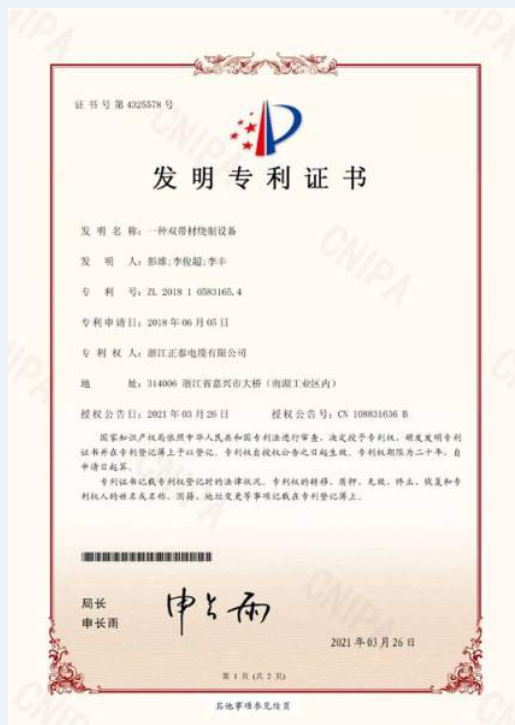 证书号第4325578号
发明专利证书
发明名称：一种双带材绕制设备
发明人：彭雄;李俊超;李丰
专利号：ZL 2018 1 0583165.4
专利申请日：2018年06月05日
专利权人：浙江正泰电缆有限公司
地址：314006 浙江省嘉兴市大桥（南湖工业区内）
授权公告日：2021年03月26日 授权公告号：CN 108831636 B
国家知识产权局依照中华人民共和国专利法进行审查，决定授予专利权，颁发发明专利
证书并在专利登记簿上予以登记。专利权自授权公告之日起生效。专利权期限为二十年，自
申请日起算。
专利证书记载专利权登记时的法律状况。专利权的转移、质押、无效、终止、恢复和专
利权人的姓名或名称、国籍、地址变更等事项记载在专利登记簿上。
局长
申长雨
申长雨
2021年03月26日
第 1 页 (共 2 页)
其他事项参见续页
CNIPA
CNIPA
CNIPA
CNIPA